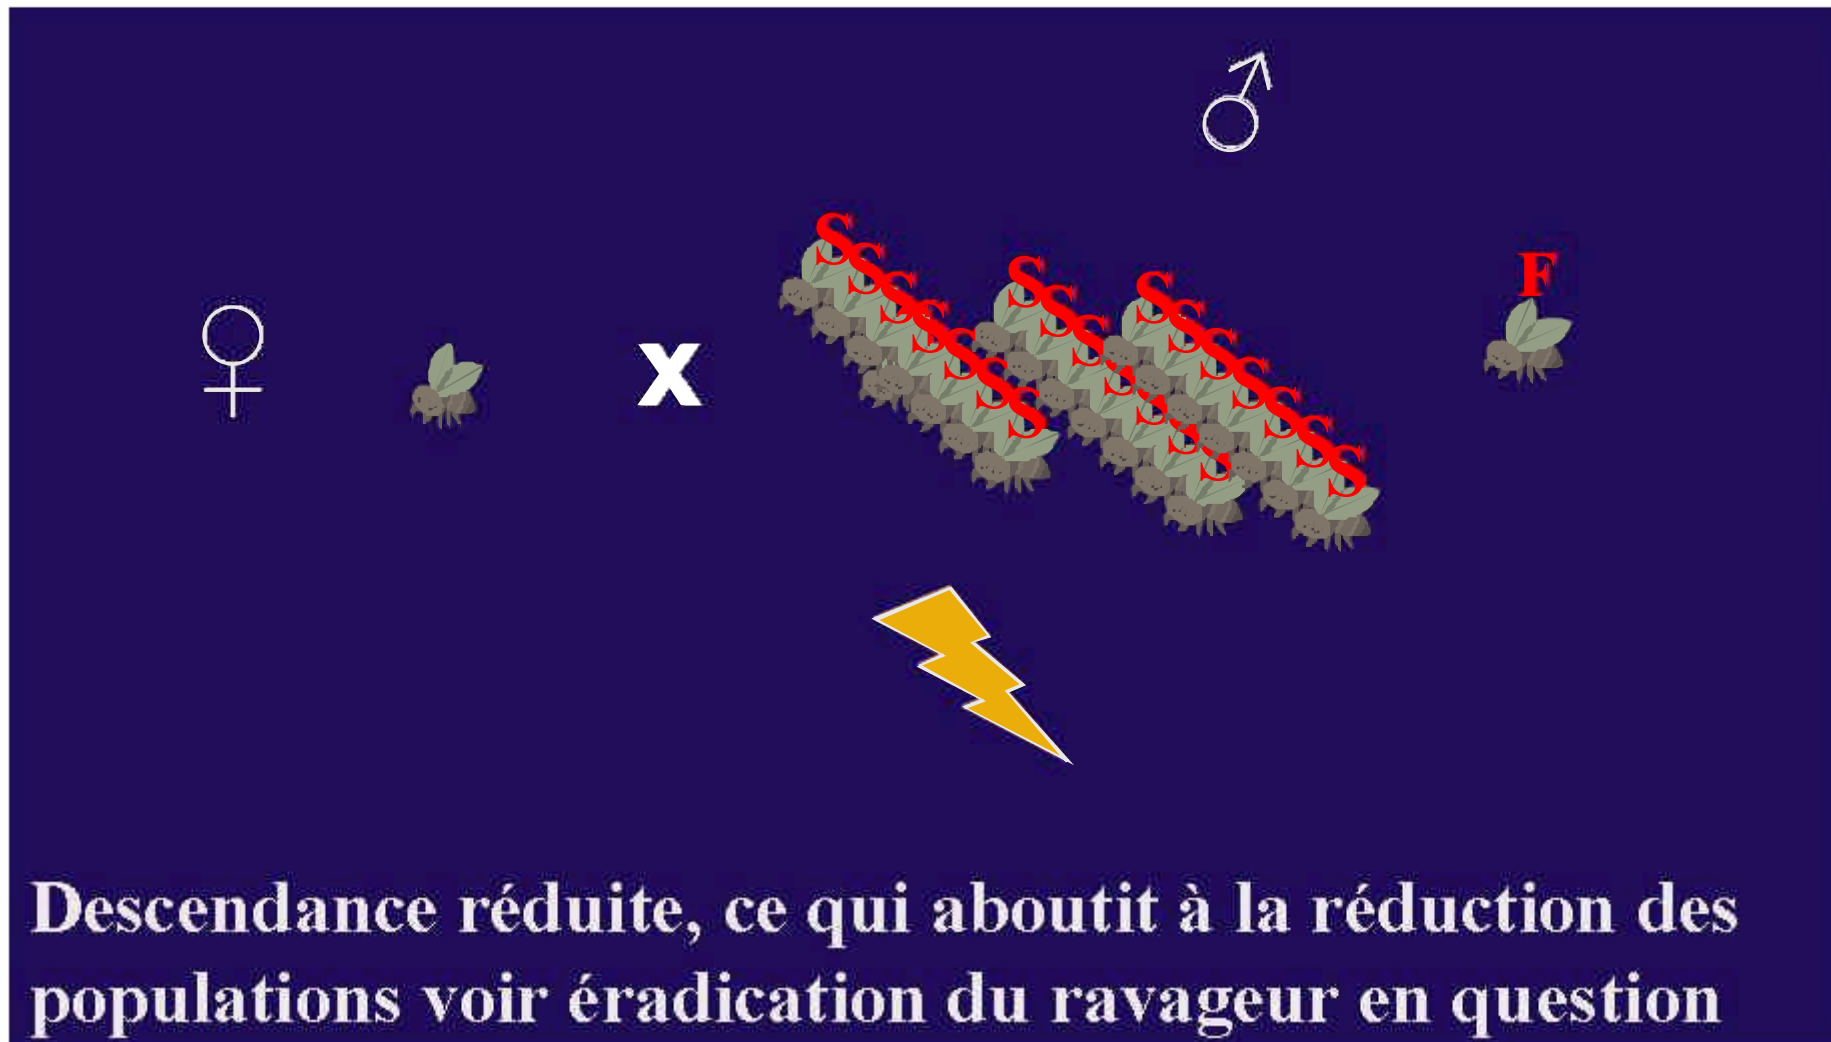 X
S S S S S S S
S S S S S S S
S S S S S S S
F
Descendance réduite, ce qui aboutit à la réduction des
populations voir éradication du ravageur en question